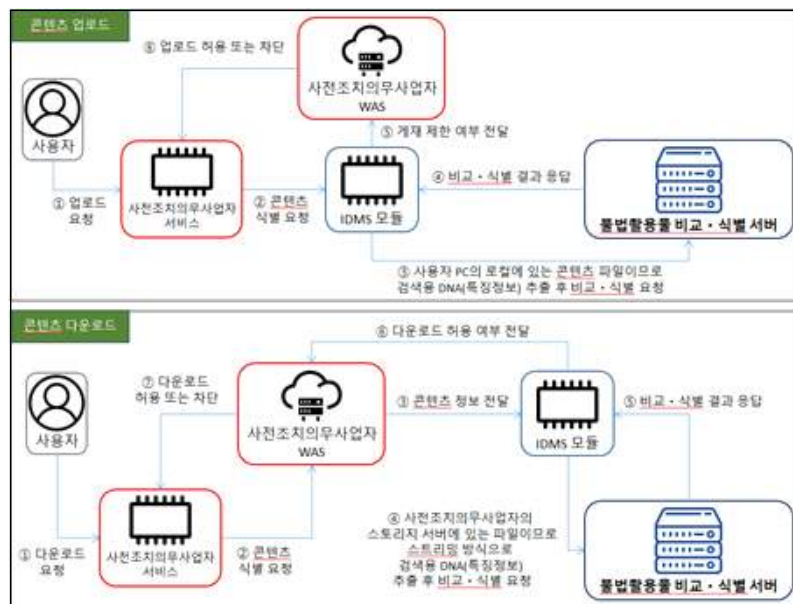 콘텐츠 업로드
⑥ 업로드 허용 또는 차단
사전조치의무사업자
WAS
사용자
⑤ 게재 제한 여부 전달
④ 비교・식별 결과 응답
① 업로드
요청
사전조치의무사업자
서비스
② 콘텐츠
식별 요청
IDMS 모듈
불법촬영물 비교・식별 서버
③ 사용자 PC의 로컬에 있는 콘텐츠 파일이므로
검색용 DNA(특징정보) 추출 후 비교・식별 요청
콘텐츠 다운로드
⑥ 다운로드 허용 여부 전달
⑦ 다운로드
허용 또는 차단
사용자
사전조치의무사업자
WAS
③ 콘텐츠 정보 전달
IDMS 모듈
⑤ 비교・식별 결과 응답
① 다운로드
요청
사전조치의무사업자
서비스
② 콘텐츠
식별 요청
④ 사전조치의무사업자의
스토리지 서버에 있는 파일이므로
스트리밍 방식으로
검색용 DNA(특징정보)
추출 후 비교・식별 요청
불법촬영물 비교・식별 서버